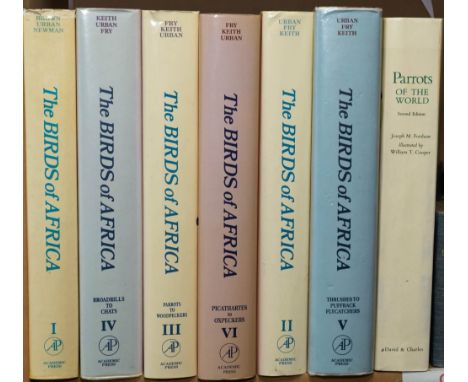 BROWN
URBAN
NEWMAN
The BIRDS of AFRICA
I
ACADEMIC
PRESS
KEITH
URBAN
FRY
The BIRDS of AFRICA
BROADBILLS
TO
CHATS
IV
AP
ACADEMIC
PRESS
FRY
KEITH
URBAN
The BIRDS of AFRICA
PARROTS
TO
WOODPECKERS
III
AP
ACADEMIC
PRESS
FRY
KEITH
URBAN
The BIRDS of AFRICA
PICATHARTES
TO
OXPECKERS
VI
AP
ACADEMIC
PRESS
URBAN
FRY
KEITH
The BIRDS of AFRICA
II
AP
ACADEMIC
PRESS
URBAN
FRY
KEITH
The BIRDS of AFRICA
THRUSHES TO
PUFFBACK
FLYCATCHERS
V
AP
ACADEMIC
PRESS
Parrots
OF THE
WORLD
Second Edition
Joseph M. Forshaw
illustrated by
William T. Cooper
David & Charles